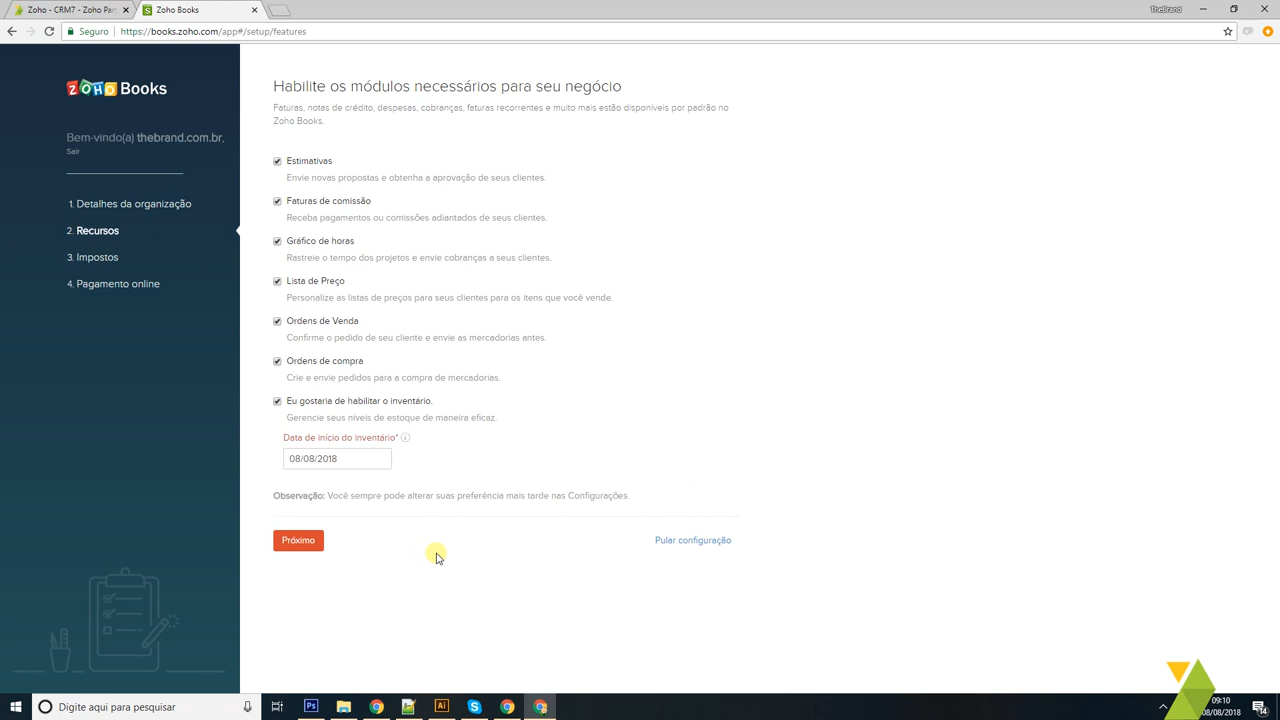 Zoho - CRM7 - Zoho Par
Zoho Books
TheBrand
Seguro
https://books.zoho.com/app#/setup/features
ZOHO Books
Bem-vindo(a) thebrand.com.br,
Sair
1. Detalhes da organização
2. Recursos
3. Impostos
4. Pagamento online
Habilite os módulos necessários para seu negócio
Faturas, notas de crédito, despesas, cobranças, faturas recorrentes e muito mais estão disponíveis por padrão no
Zoho Books.
Estimativas
Envie novas propostas e obtenha a aprovação de seus clientes.
Faturas de comissão
Receba pagamentos ou comissões adiantados de seus clientes.
Gráfico de horas
Rastreie o tempo dos projetos e envie cobranças a seus clientes.
Lista de Preço
Personalize as listas de preços para seus clientes para os itens que você vende.
Ordens de Venda
Confirme o pedido de seu cliente e envie as mercadorias antes.
Ordens de compra
Crie e envie pedidos para a compra de mercadorias.
Eu gostaria de habilitar o inventário.
Gerencie seus níveis de estoque de maneira eficaz.
Data de início do inventário*
08/08/2018
Observação: Você sempre pode alterar suas preferência mais tarde nas Configurações.
Próximo
Pular configuração
Digite aqui para pesquisar
Ps
Ai
09:10
08/08/2018
14